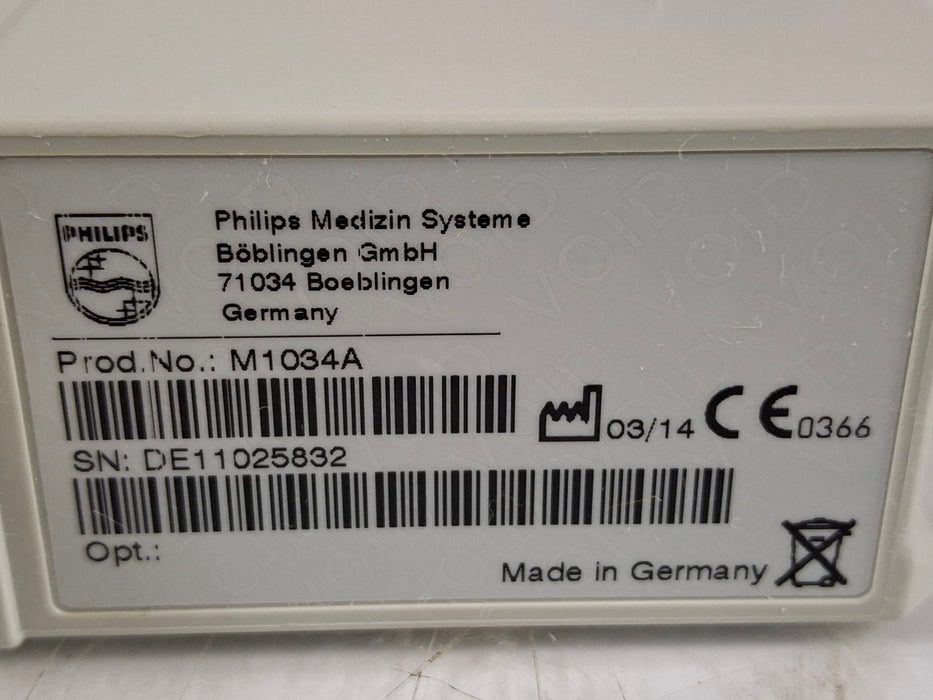 PHILIPS
Philips Medizin Systeme
Böblingen GmbH
71034 Boeblingen
Germany
Prod.No.: M1034A
03/14 CE0366
SN: DE11025832
Opt.:
Made in Germany
VOID